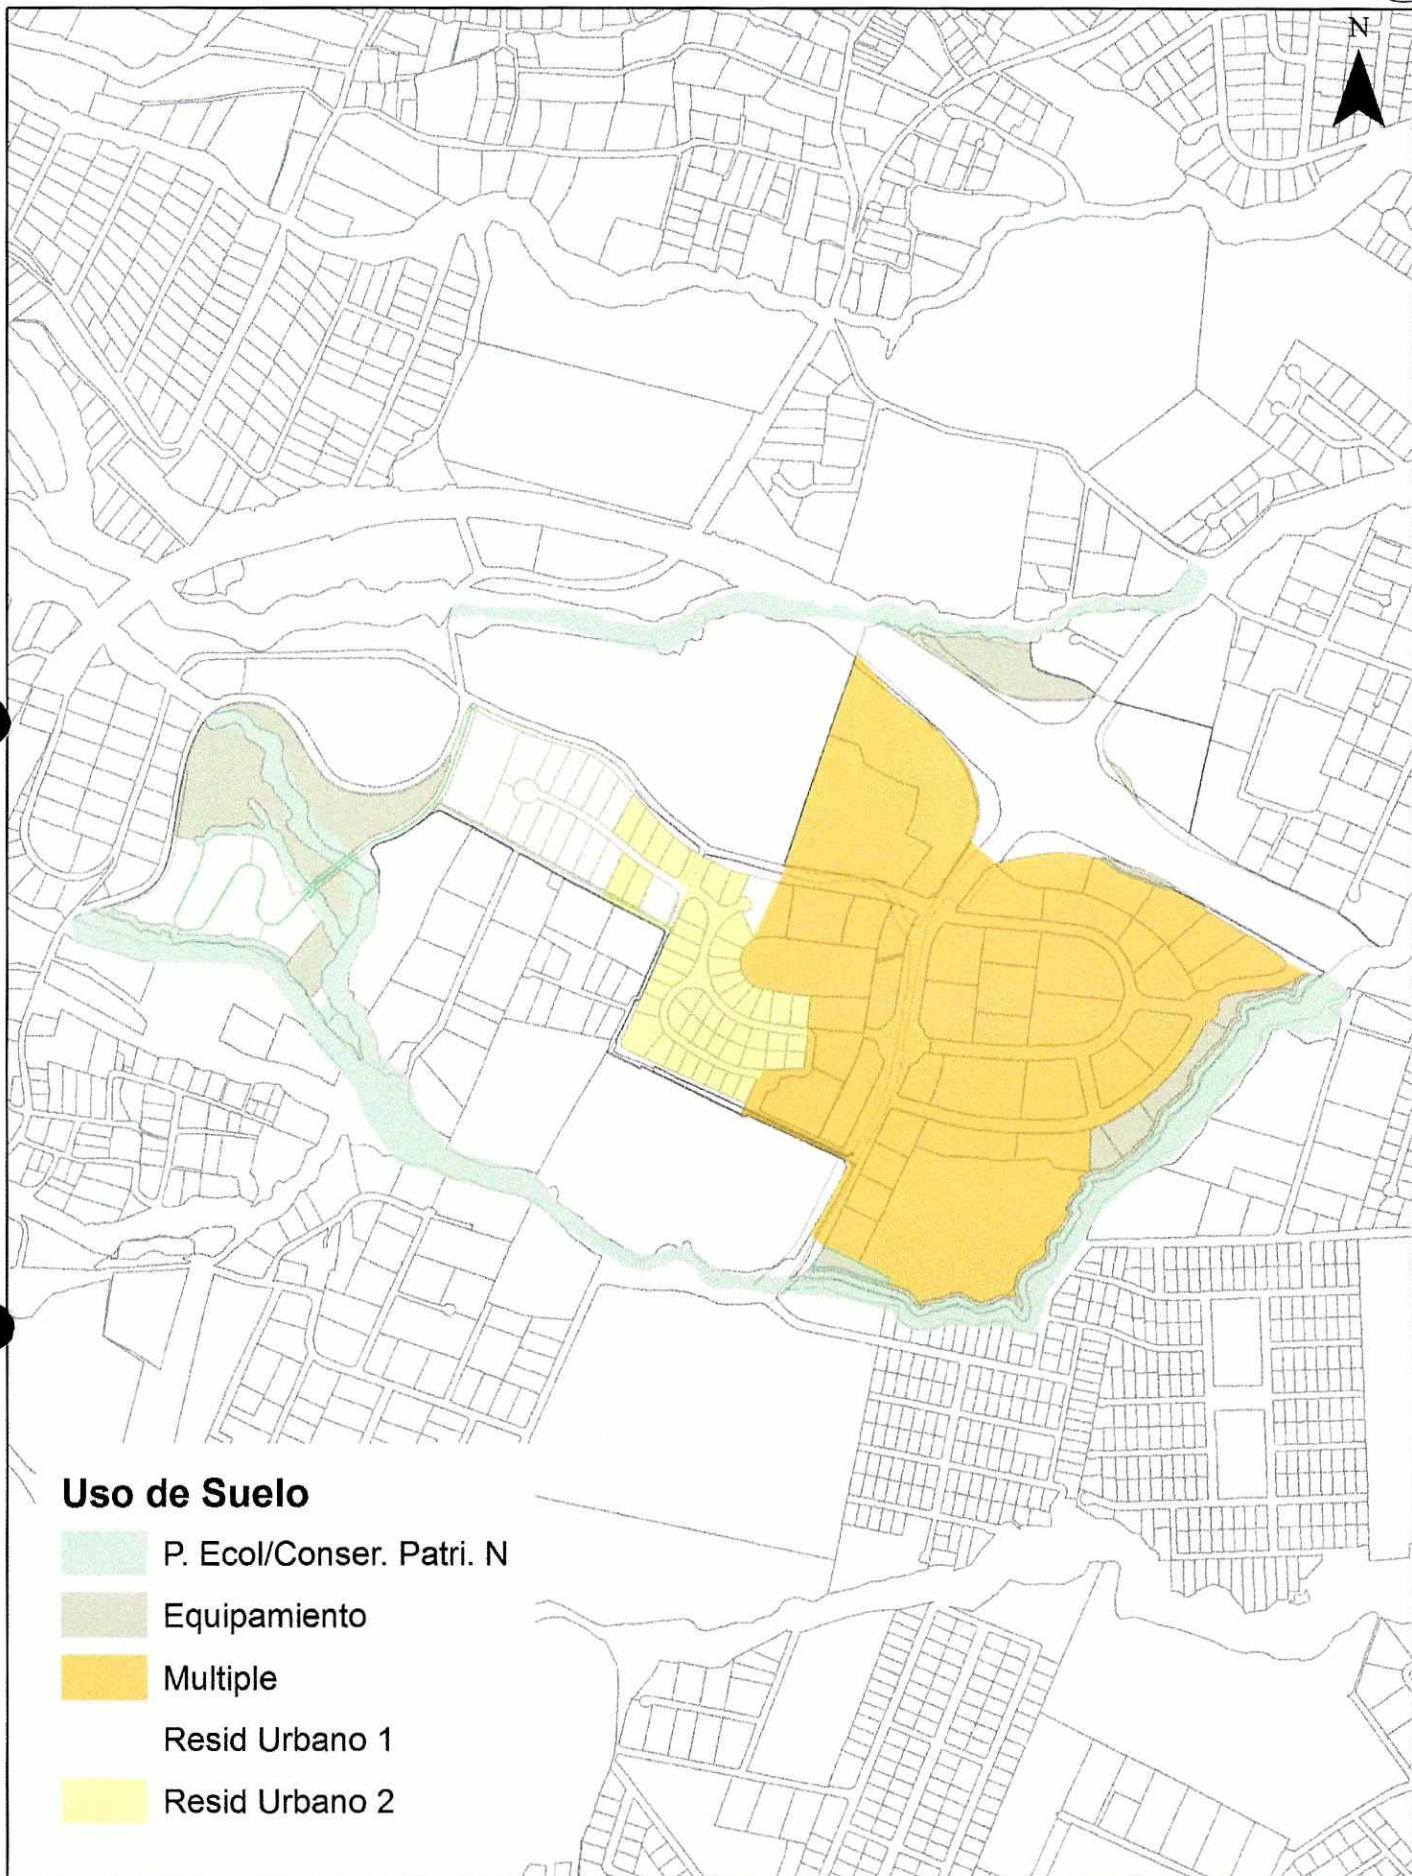 N
Uso de Suelo
P. Ecol/Conser. Patri. N
Equipamiento
Multiple
Resid Urbano 1
Resid Urbano 2